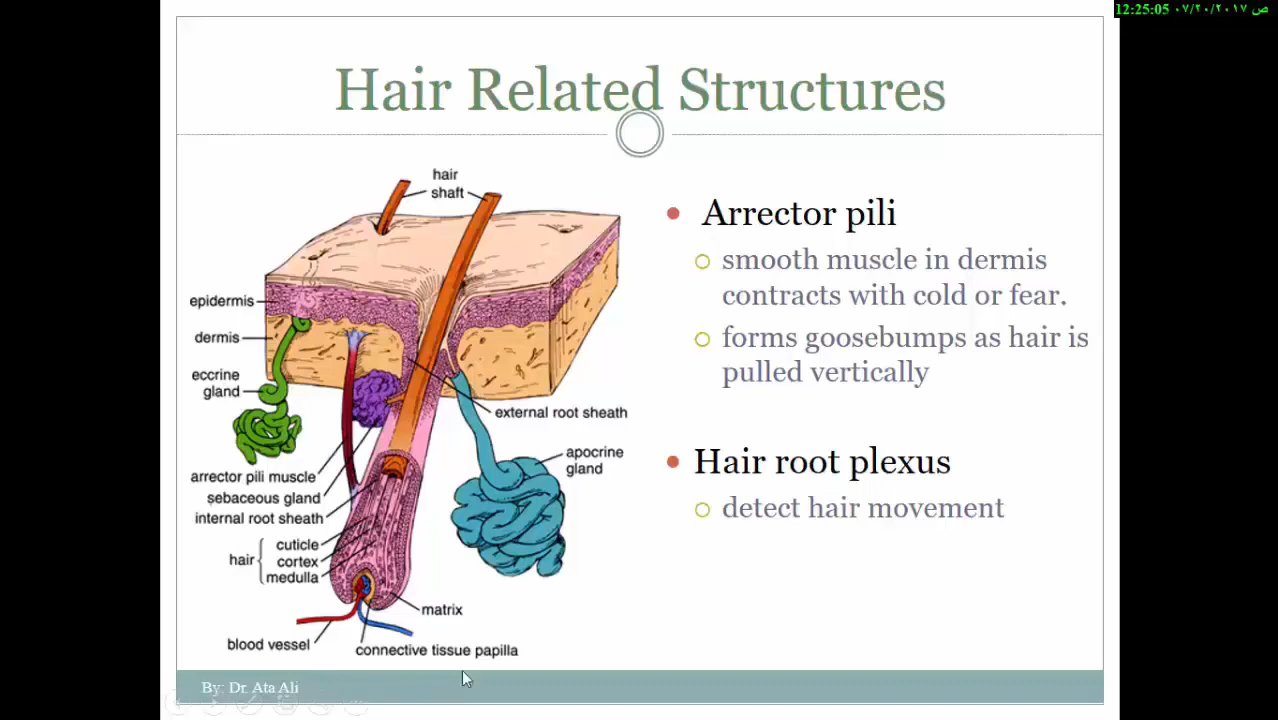 12:25:05 ٠٧/٢٠/٢٠١٧ ص
Hair Related Structures
hair
shaft
epidermis
dermis
eccrine
gland
external root sheath
apocrine
gland
arrector pili muscle
sebaceous gland
internal root sheath
hair
cuticle
cortex
medulla
matrix
blood vessel
connective tissue papilla
Arrector pili
smooth muscle in dermis
contracts with cold or fear.
forms goosebumps as hair is
pulled vertically
Hair root plexus
detect hair movement
By: Dr. Ata Ali